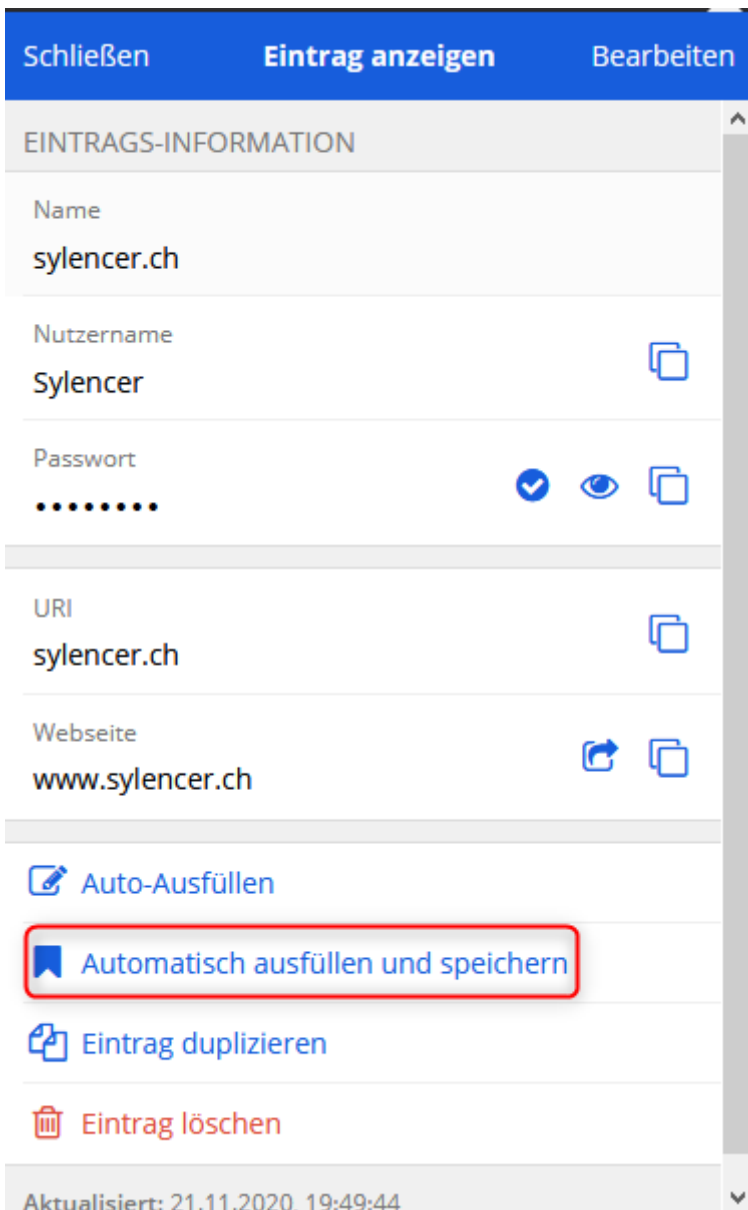 Schließen Eintrag anzeigen Bearbeiten
EINTRAGS-INFORMATION
Name
sylencer.ch
Nutzername
Sylencer
Passwort
••••••••
URI
sylencer.ch
Webseite
www.sylencer.ch
Auto-Ausfüllen
Automatisch ausfüllen und speichern
Eintrag duplizieren
Eintrag löschen
Aktualisiert: 21.11.2020, 19:49:44